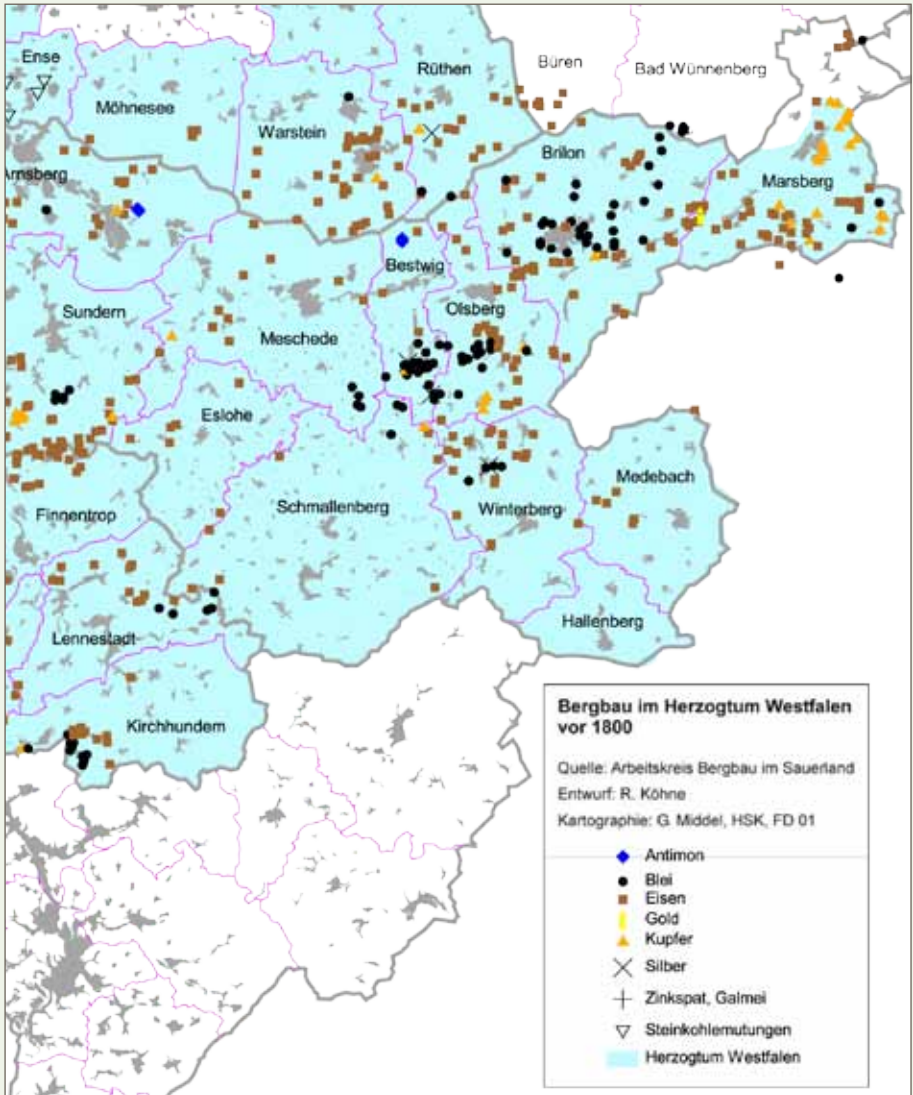 Ense
Möhnesee
Rüthen
Büren
Bad Wünnenberg
Warstein
Brilon
Marsberg
Arnsberg
Bestwig
Sundern
Olsberg
Meschede
Eslohe
Medebach
Schmallenberg
Winterberg
Finnentrop
Hallenberg
Lennestadt
Kirchhundem
Bergbau im Herzogtum Westfalen
vor 1800
Quelle: Arbeitskreis Bergbau im Sauerland
Entwurf: R. Köhne
Kartographie: G. Middel, HSK, FD 01
Antimon
Blei
Eisen
Gold
Kupfer
Silber
Zinkspat, Galmei
Steinkohlemutungen
Herzogtum Westfalen